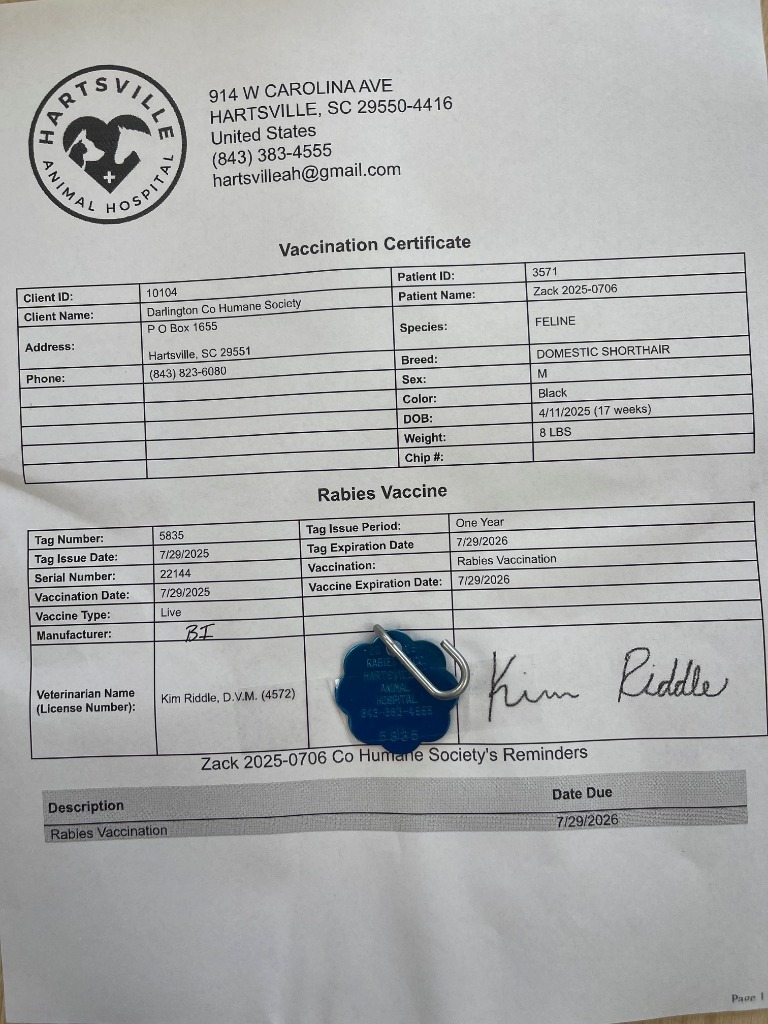 HARTSVILLE
ANIMAL HOSPITAL
914 W CAROLINA AVE
HARTSVILLE, SC 29550-4416
United States
(843) 383-4555
hartsvilleah@gmail.com
Vaccination Certificate
Client ID: 10104 Patient ID: 3571
Client Name: Darlington Co Humane Society Patient Name: Zack 2025-0706
Address: P O Box 1655 Species: FELINE
Hartsville, SC 29551 Breed: DOMESTIC SHORTHAIR
Phone: (843) 823-6080 Sex: M
Color: Black
DOB: 4/11/2025 (17 weeks)
Weight: 8 LBS
Chip #:
Rabies Vaccine
Tag Number: 5835 Tag Issue Period: One Year
Tag Issue Date: 7/29/2025 Tag Expiration Date 7/29/2026
Serial Number: 22144 Vaccination: Rabies Vaccination
Vaccination Date: 7/29/2025 Vaccine Expiration Date: 7/29/2026
Vaccine Type: Live
Manufacturer: BI
Veterinarian Name
(License Number): Kim Riddle, D.V.M. (4572) Kim Riddle
HOSPITAL
843-383-4555
5835
Zack 2025-0706 Co Humane Society's Reminders
Description Date Due
Rabies Vaccination 7/29/2026
Page 1